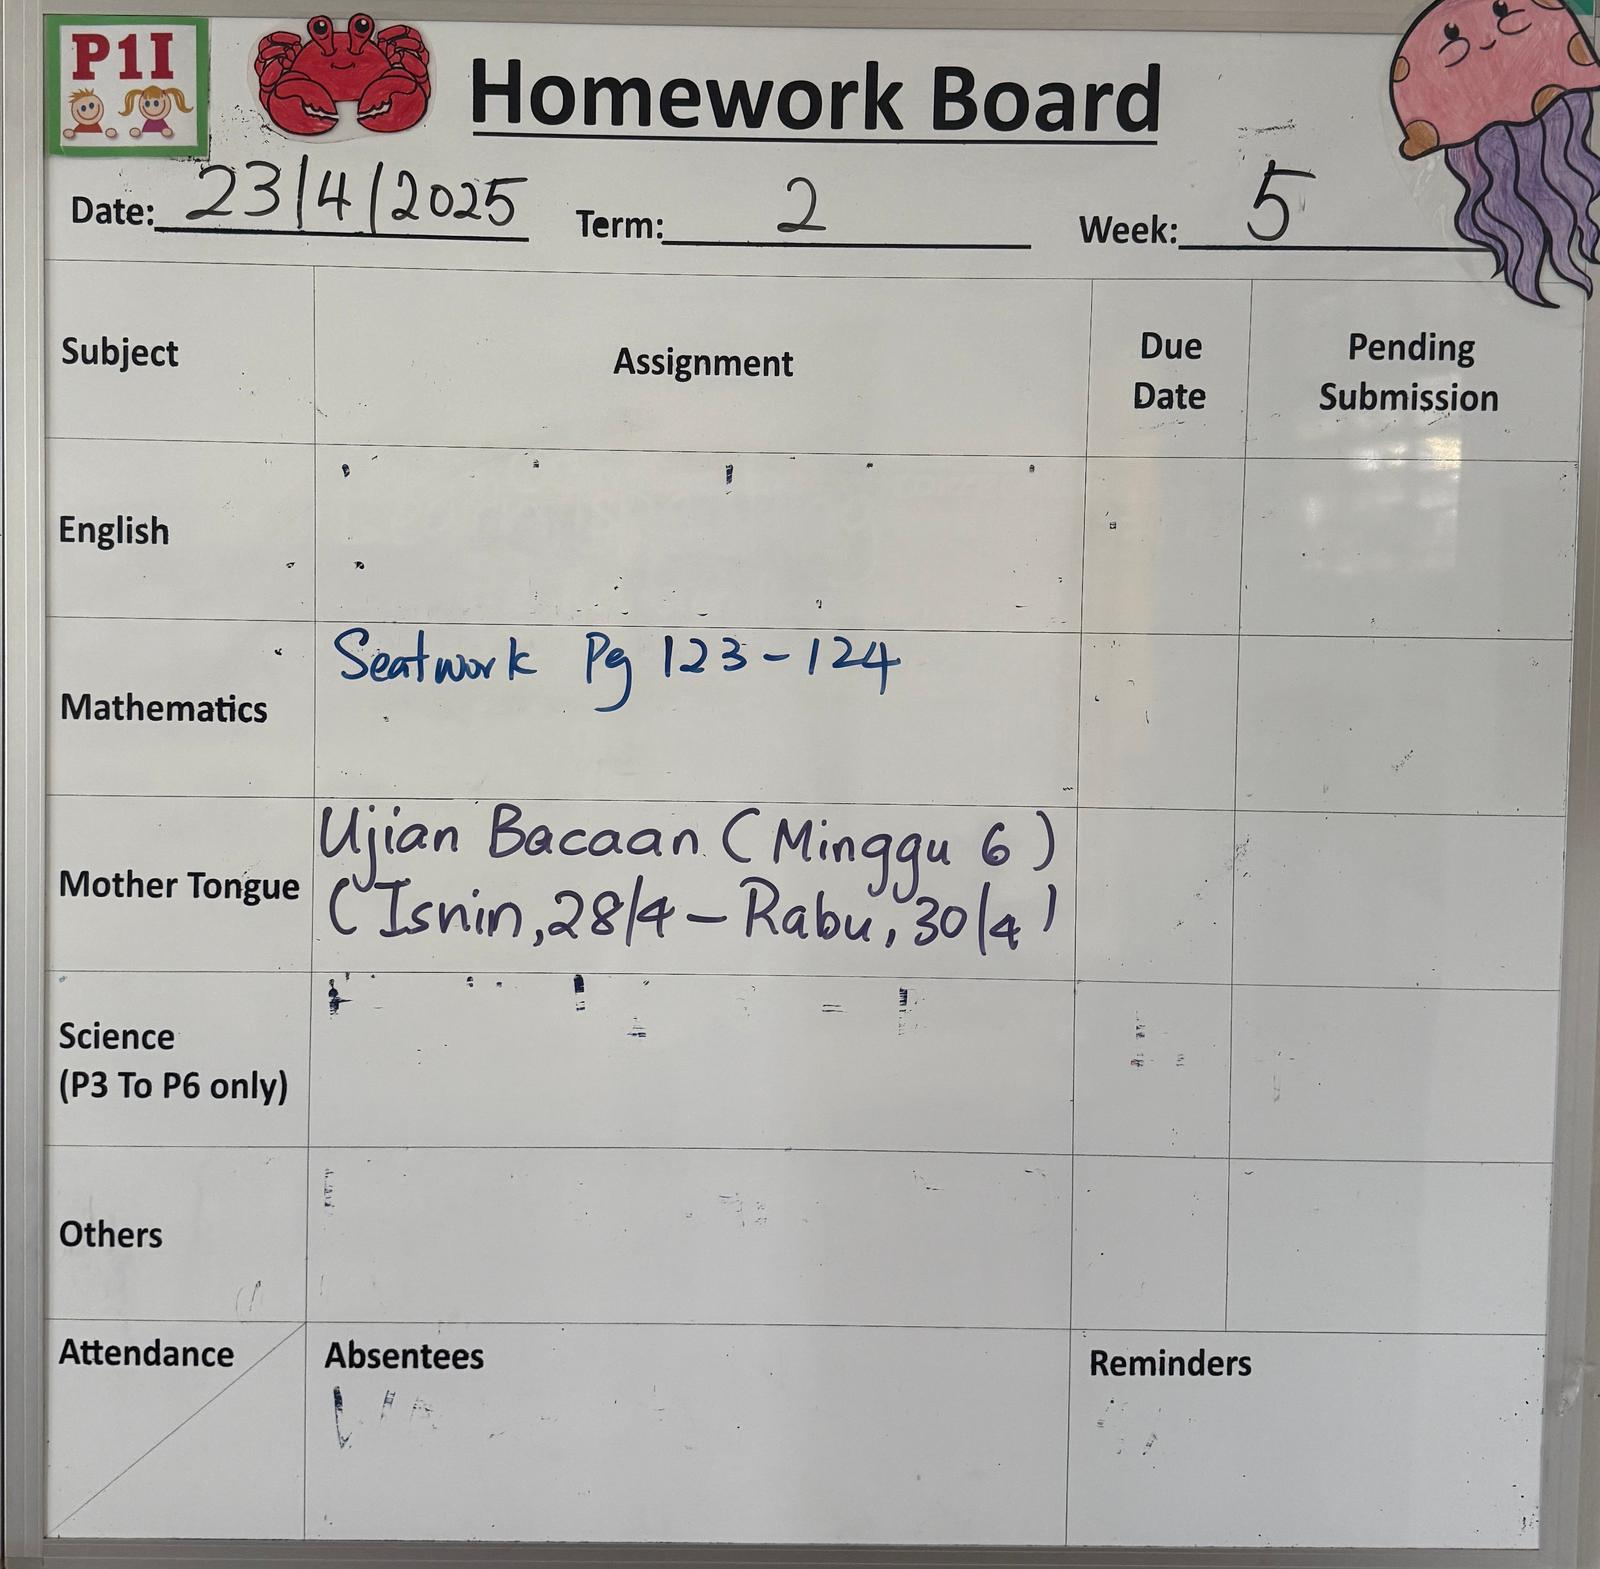 P1I
Homework Board
Date: 23/4/2025 Term: 2 Week: 5
Subject Assignment Due Date Pending Submission
English
Mathematics Seatwork Pg 123-124
Mother Tongue Ujian Bacaan (Minggu 6)
(Isnin, 28/4 – Rabu, 30/4)
Science
(P3 To P6 only)
Others
Attendance Absentees Reminders